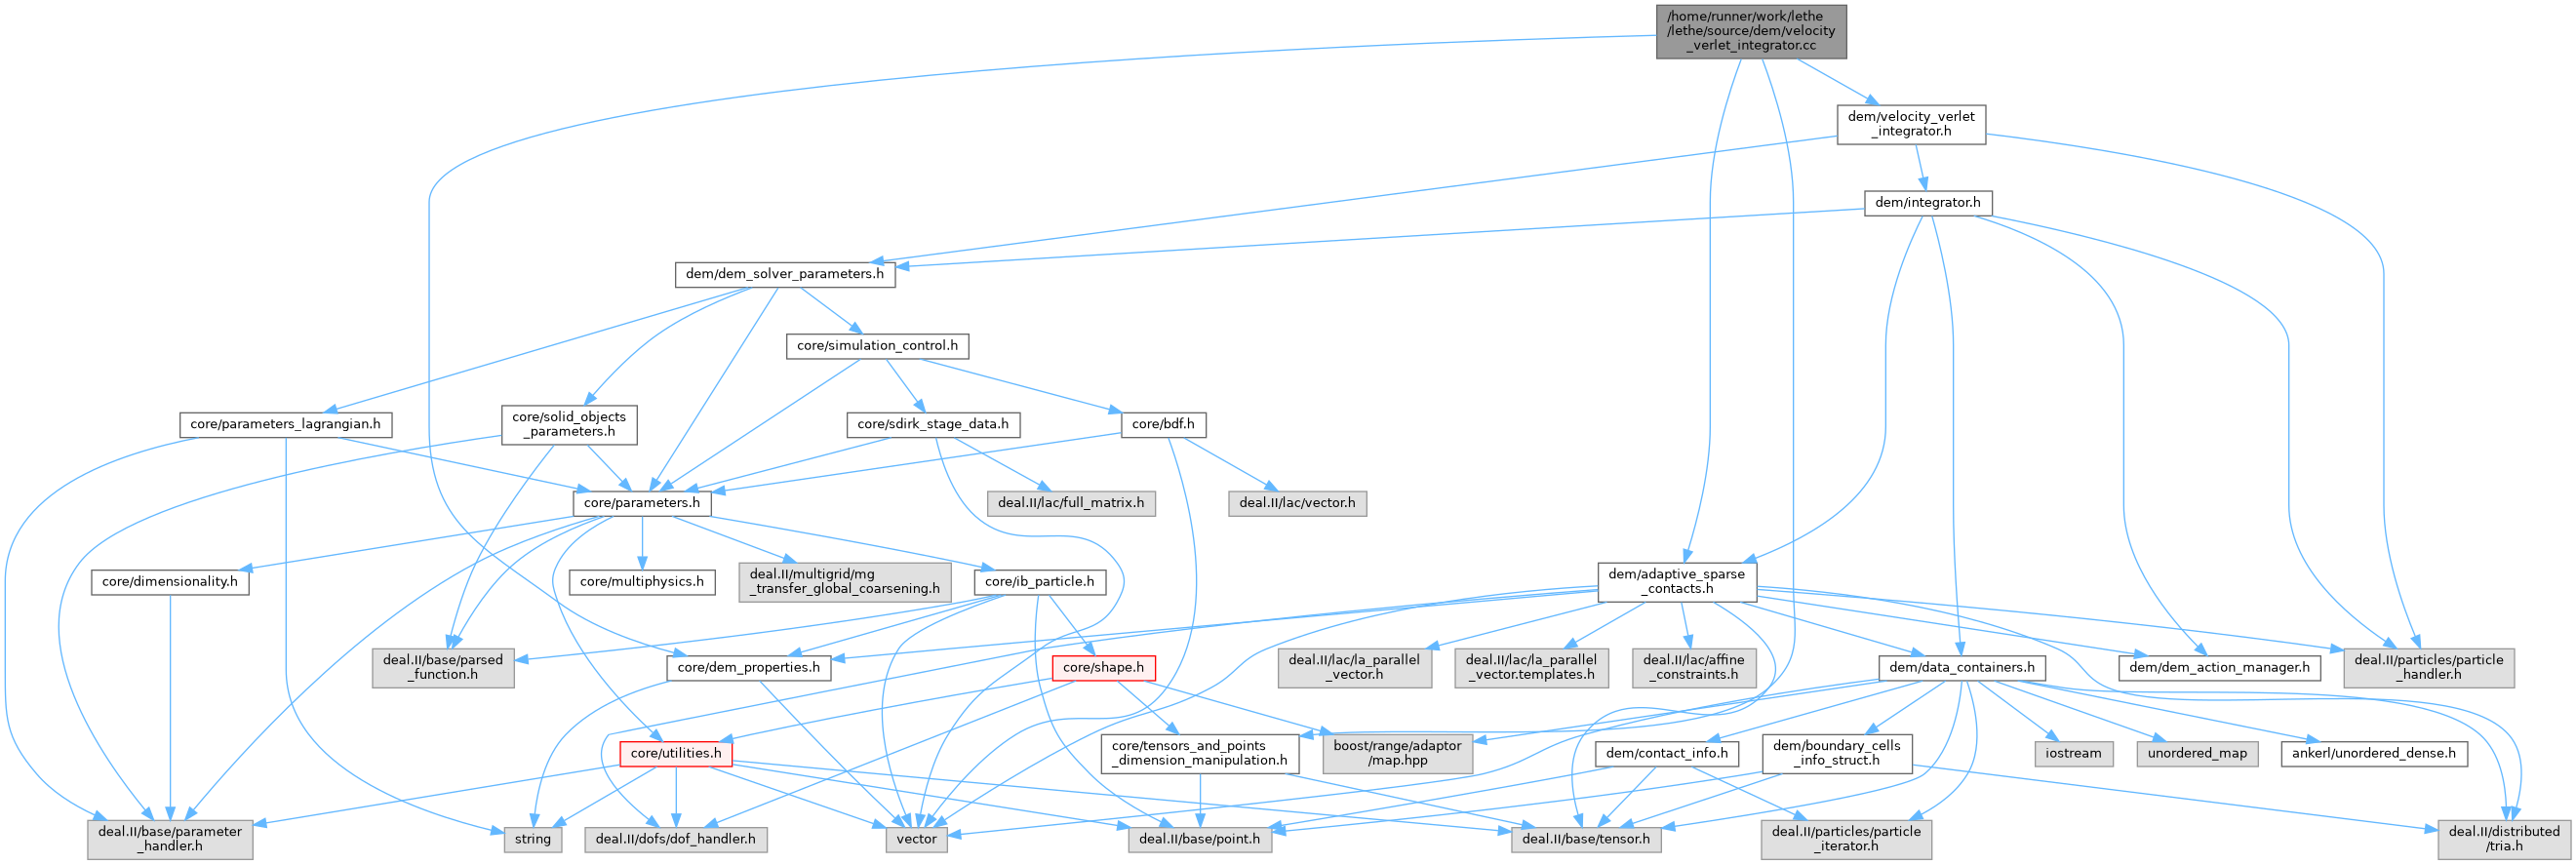 /home/runner/work/lethe
/lethe/source/dem/velocity
_verlet_integrator.cc
dem/velocity_verlet
_integrator.h
dem/integrator.h
dem/dem_solver_parameters.h
core/simulation_control.h
core/parameters_lagrangian.h
core/solid_objects
_parameters.h
core/sdirk_stage_data.h
core/bdf.h
core/parameters.h
deal.II/lac/full_matrix.h
deal.II/lac/vector.h
core/dimensionality.h
core/multiphysics.h
deal.II/multigrid/mg
_transfer_global_coarsening.h
core/ib_particle.h
dem/adaptive_sparse
_contacts.h
deal.II/base/parsed
_function.h
core/dem_properties.h
core/shape.h
deal.II/lac/la_parallel
_vector.h
deal.II/lac/la_parallel
_vector.templates.h
deal.II/lac/affine
_constraints.h
dem/data_containers.h
dem/dem_action_manager.h
deal.II/particles/particle
_handler.h
core/utilities.h
core/tensors_and_points
_dimension_manipulation.h
boost/range/adaptor
/map.hpp
dem/contact_info.h
dem/boundary_cells
_info_struct.h
iostream
unordered_map
ankerl/unordered_dense.h
deal.II/base/parameter
_handler.h
string
deal.II/dofs/dof_handler.h
vector
deal.II/base/point.h
deal.II/base/tensor.h
deal.II/particles/particle
_iterator.h
deal.II/distributed
/tria.h